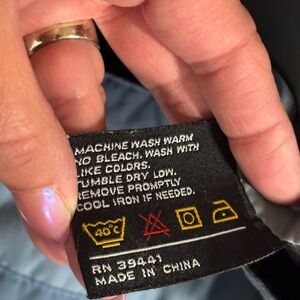 MACHINE WASH WARM
NO BLEACH. WASH WITH
LIKE COLORS.
TUMBLE DRY LOW.
REMOVE PROMPTLY
COOL IRON IF NEEDED.
40°C
RN 39441
MADE IN CHINA